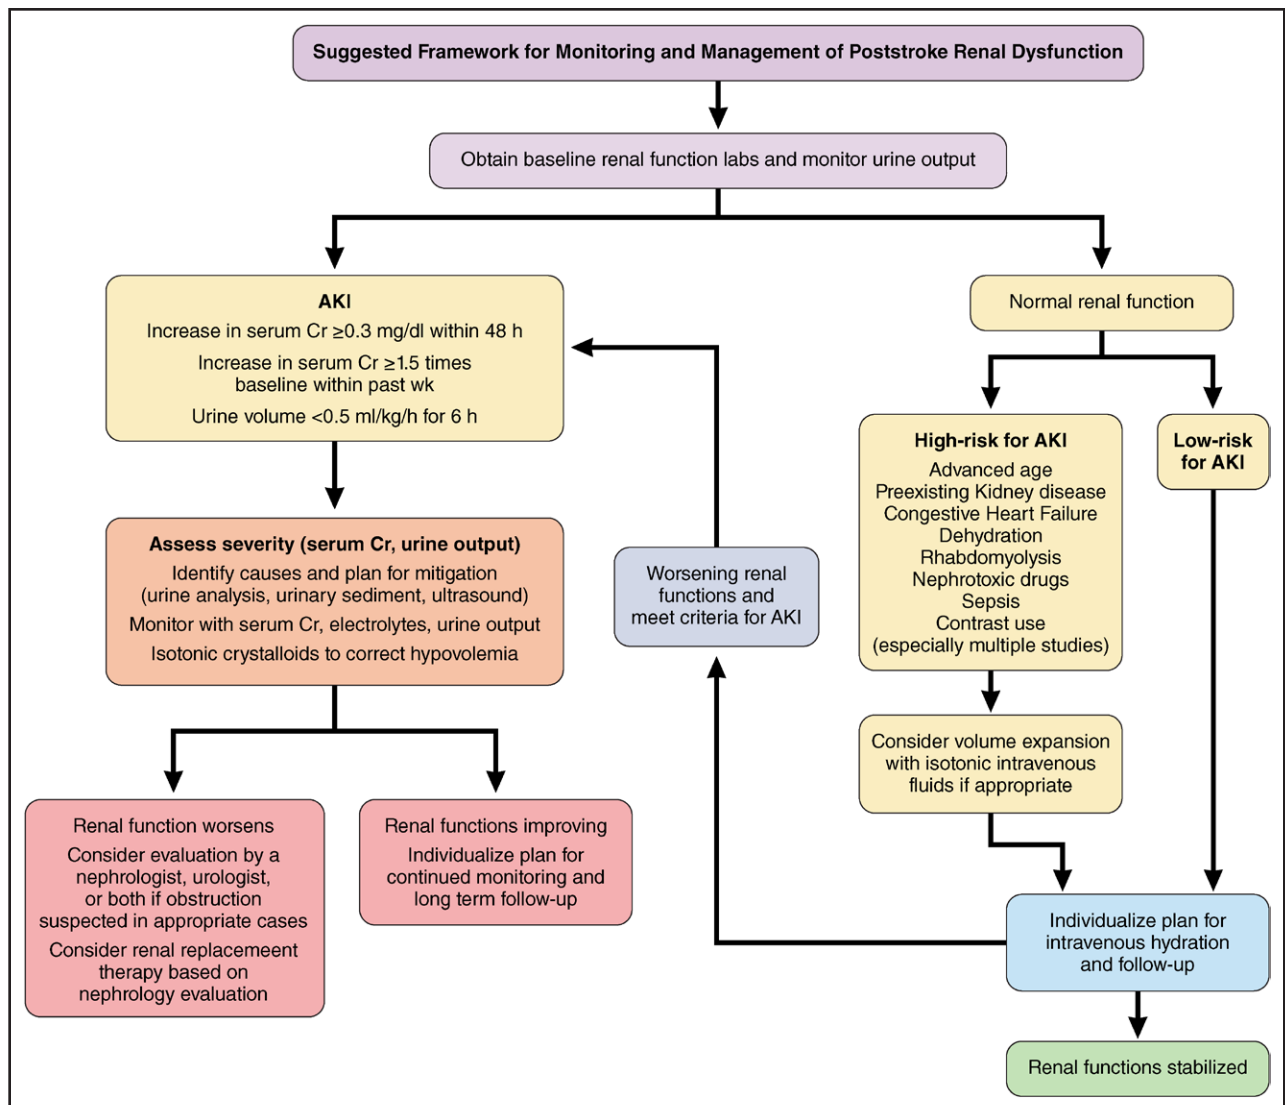 Suggested Framework for Monitoring and Management of Poststroke Renal Dysfunction
Obtain baseline renal function labs and monitor urine output
AKI
Increase in serum Cr ≥0.3 mg/dl within 48 h
Increase in serum Cr ≥1.5 times
baseline within past wk
Urine volume <0.5 ml/kg/h for 6 h
Assess severity (serum Cr, urine output)
Identify causes and plan for mitigation
(urine analysis, urinary sediment, ultrasound)
Monitor with serum Cr, electrolytes, urine output
Isotonic crystalloids to correct hypovolemia
Renal function worsens
Consider evaluation by a
nephrologist, urologist,
or both if obstruction
suspected in appropriate cases
Consider renal replacemeent
therapy based on
nephrology evaluation
Renal functions improving
Individualize plan for
continued monitoring and
long term follow-up
Worsening renal
functions and
meet criteria for AKI
Normal renal function
High-risk for AKI
Advanced age
Preexisting Kidney disease
Congestive Heart Failure
Dehydration
Rhabdomyolysis
Nephrotoxic drugs
Sepsis
Contrast use
(especially multiple studies)
Low-risk
for AKI
Consider volume expansion
with isotonic intravenous
fluids if appropriate
Individualize plan for
intravenous hydration
and follow-up
Renal functions stabilized